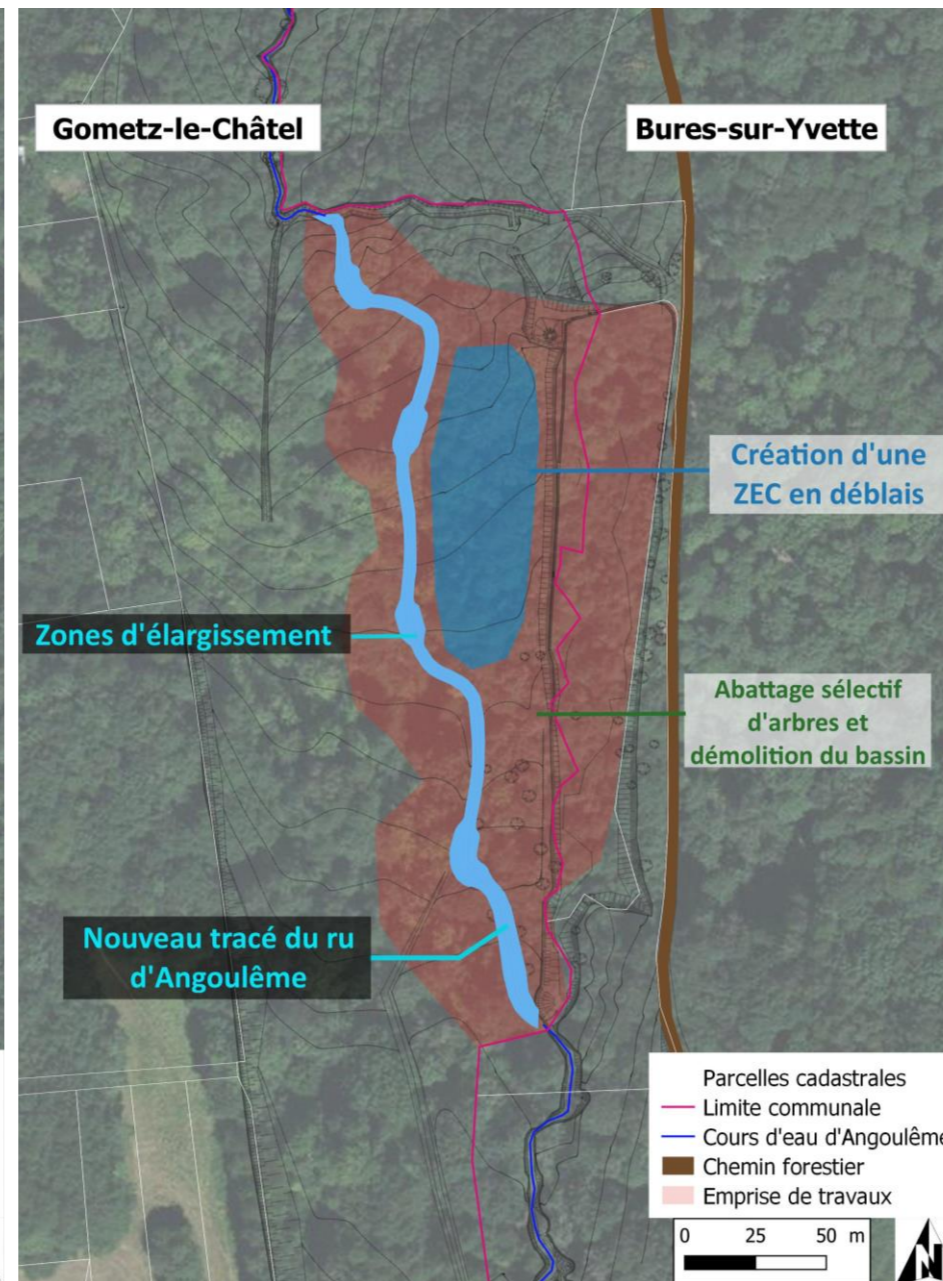 Gometz-le-Châtel
Bures-sur-Yvette
Création d'une
ZEC en déblais
Zones d'élargissement
Abattage sélectif
d'arbres et
démolition du bassin
Nouveau tracé du ru
d'Angoulême
Parcelles cadastrales
Limite communale
Cours d'eau d'Angoulême
Chemin forestier
Emprise de travaux
0 25 50 m
N